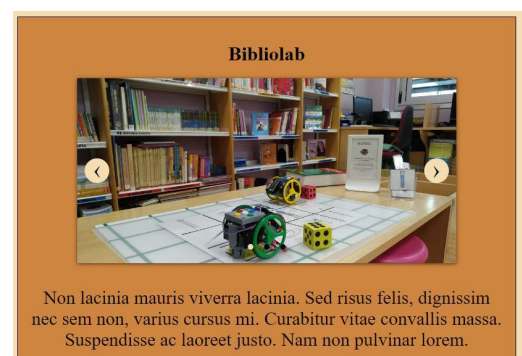 Bibliolab
‹ ›
Non lacinia mauris viverra lacinia. Sed risus felis, dignissim
nec sem non, varius cursus mi. Curabitur vitae convallis massa.
Suspendisse ac laoreet justo. Nam non pulvinar lorem.